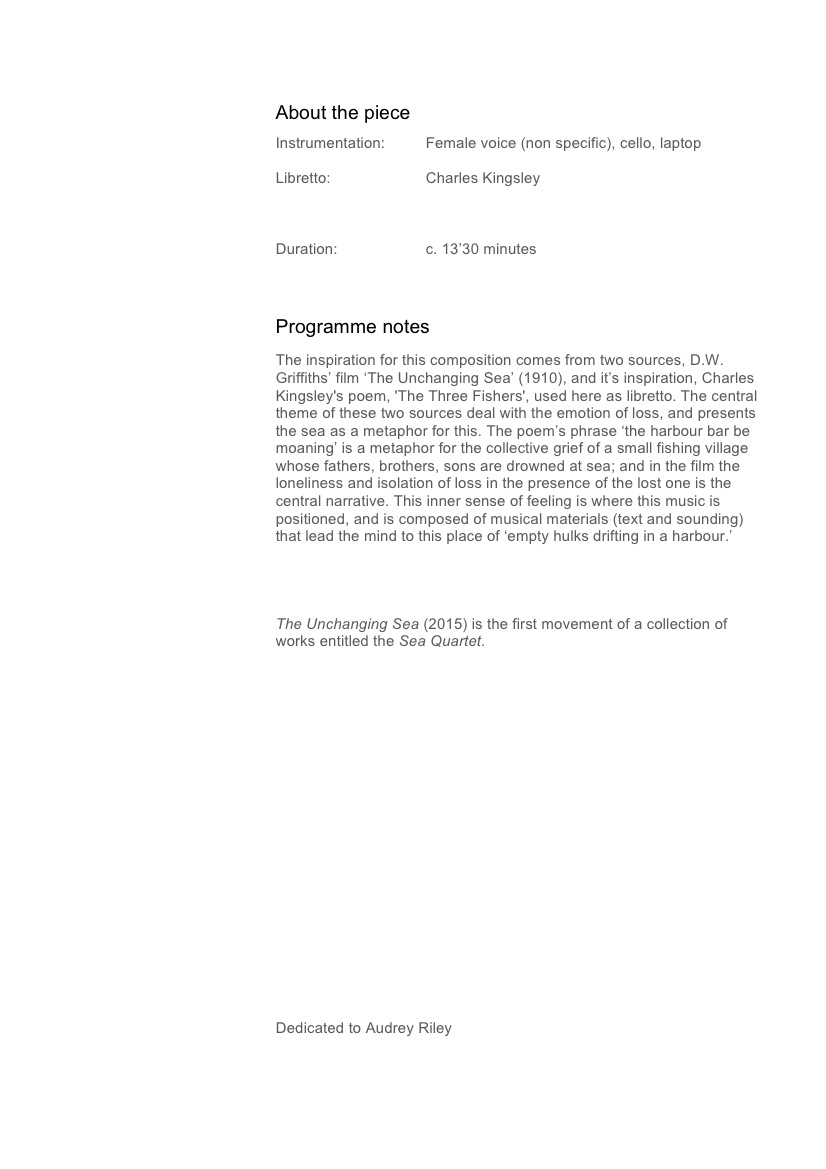 About the piece
Instrumentation: Female voice (non specific), cello, laptop
Libretto: Charles Kingsley
Duration: c. 13’30 minutes
Programme notes
The inspiration for this composition comes from two sources, D.W.
Griffiths’ film ‘The Unchanging Sea’ (1910), and it’s inspiration, Charles
Kingsley's poem, 'The Three Fishers', used here as libretto. The central
theme of these two sources deal with the emotion of loss, and presents
the sea as a metaphor for this. The poem’s phrase ‘the harbour bar be
moaning’ is a metaphor for the collective grief of a small fishing village
whose fathers, brothers, sons are drowned at sea; and in the film the
loneliness and isolation of loss in the presence of the lost one is the
central narrative. This inner sense of feeling is where this music is
positioned, and is composed of musical materials (text and sounding)
that lead the mind to this place of ‘empty hulks drifting in a harbour.’
The Unchanging Sea (2015) is the first movement of a collection of
works entitled the Sea Quartet.
Dedicated to Audrey Riley